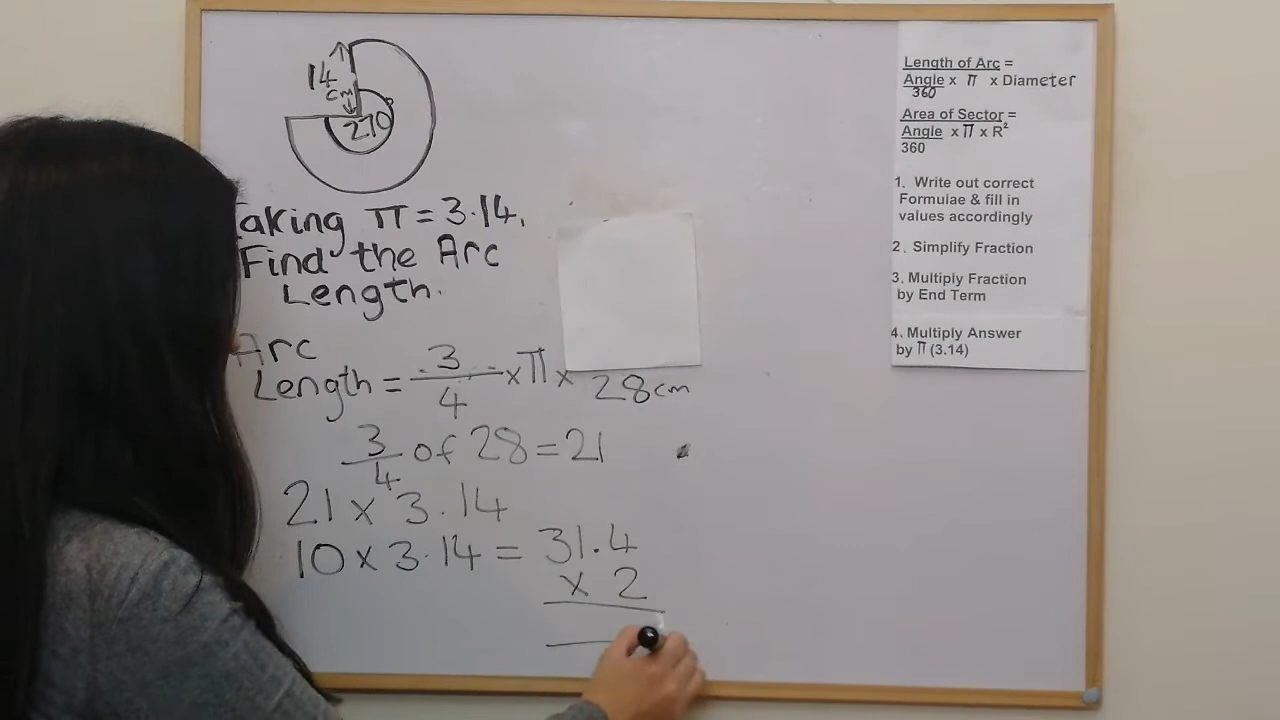 14
cm
270
Taking π = 3.14,
Find the Arc
Length.
Arc
Length = 3/4 × π × 28cm
3/4 of 28 = 21
21 × 3.14
10 × 3.14 = 31.4
× 2
Length of Arc =
Angle x π x Diameter
360
Area of Sector =
Angle x π x R²
360
1. Write out correct
Formulae & fill in
values accordingly
2. Simplify Fraction
3. Multiply Fraction
by End Term
4. Multiply Answer
by π (3.14)